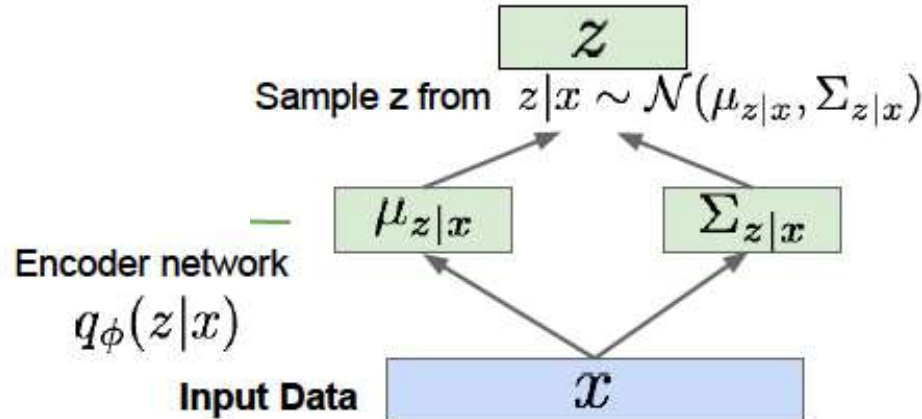 z
Sample z from z|x ∼ 𝒩(μ_{z|x}, Σ_{z|x})
μ_{z|x} Σ_{z|x}
Encoder network
q_ϕ(z|x)
Input Data x